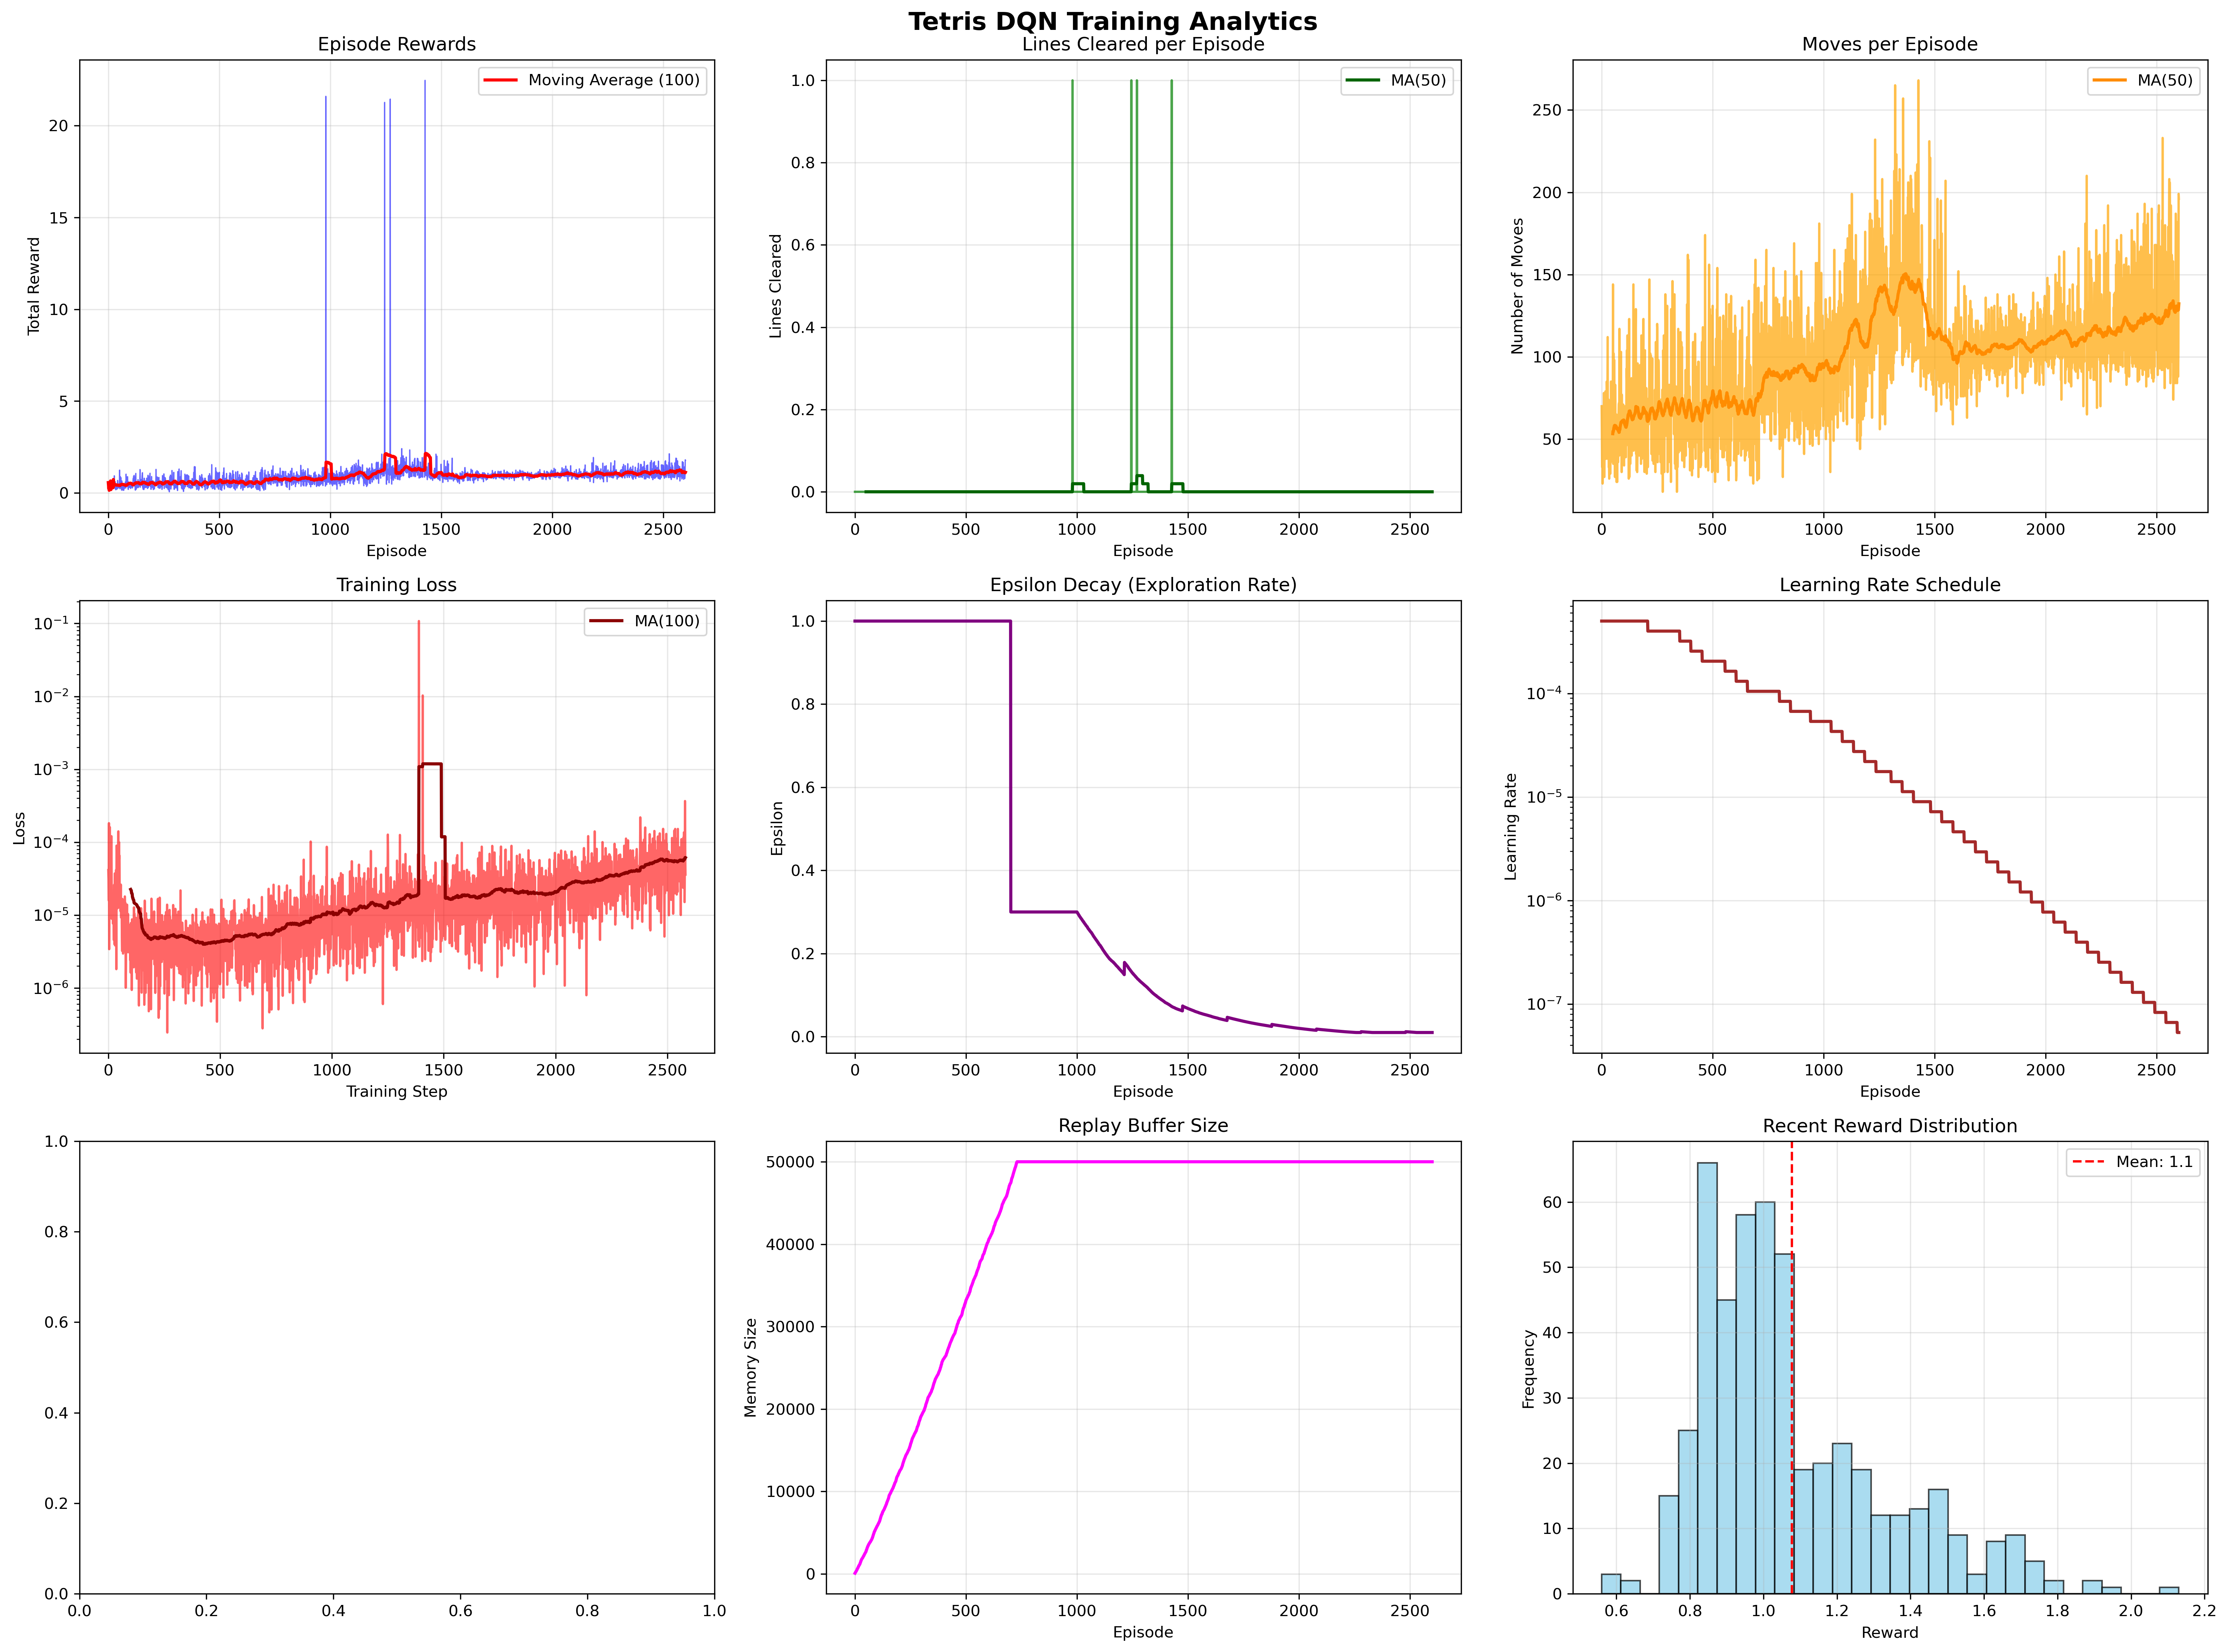 Tetris DQN Training Analytics
Episode Rewards
Total Reward
20
15
10
5
0
Moving Average (100)
0 500 1000 1500 2000 2500
Episode
Lines Cleared per Episode
Lines Cleared
1.0
0.8
0.6
0.4
0.2
0.0
MA(50)
0 500 1000 1500 2000 2500
Episode
Moves per Episode
Number of Moves
250
200
150
100
50
MA(50)
0 500 1000 1500 2000 2500
Episode
Training Loss
Loss
10⁻¹
10⁻²
10⁻³
10⁻⁴
10⁻⁵
10⁻⁶
MA(100)
0 500 1000 1500 2000 2500
Training Step
Epsilon Decay (Exploration Rate)
Epsilon
1.0
0.8
0.6
0.4
0.2
0.0
0 500 1000 1500 2000 2500
Episode
Learning Rate Schedule
Learning Rate
10⁻⁴
10⁻⁵
10⁻⁶
10⁻⁷
0 500 1000 1500 2000 2500
Episode
1.0
0.8
0.6
0.4
0.2
0.0
0.0 0.2 0.4 0.6 0.8 1.0
Replay Buffer Size
Memory Size
50000
40000
30000
20000
10000
0
0 500 1000 1500 2000 2500
Episode
Recent Reward Distribution
Frequency
60
50
40
30
20
10
0
Mean: 1.1
0.6 0.8 1.0 1.2 1.4 1.6 1.8 2.0 2.2
Reward